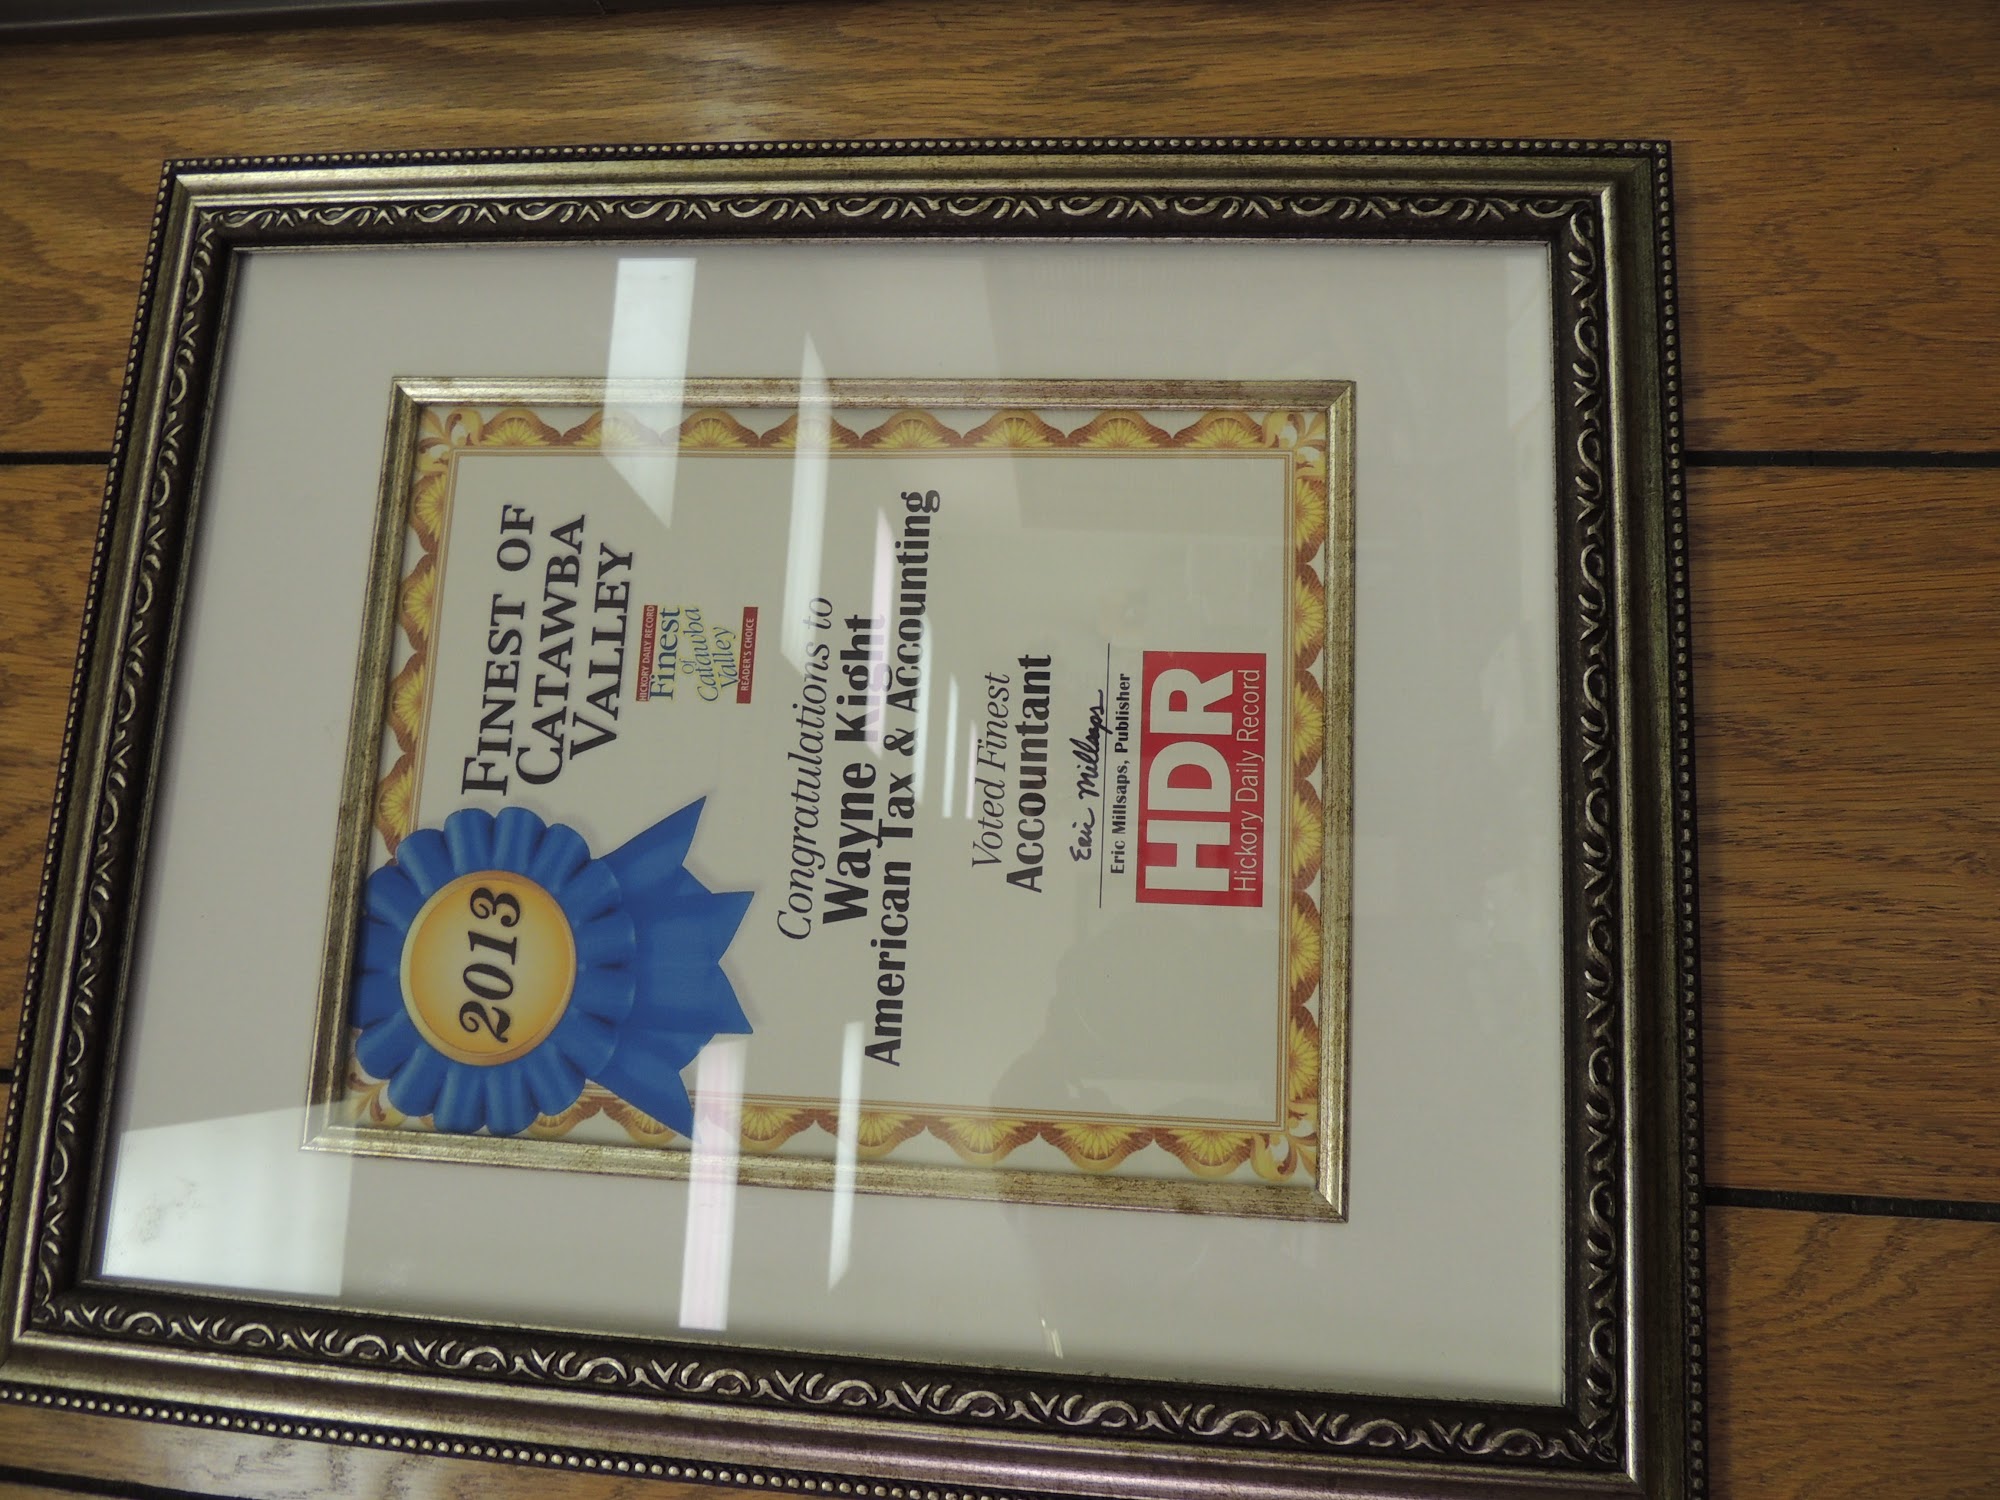 2013
FINEST OF
CATAWBA
VALLEY
HICKORY DAILY RECORD
Finest
of
Catawba
Valley
READER'S CHOICE
Congratulations to
Wayne Kight
American Tax & Accounting
Voted Finest
Accountant
Eric Millsaps
Eric Millsaps, Publisher
HDR
Hickory Daily Record